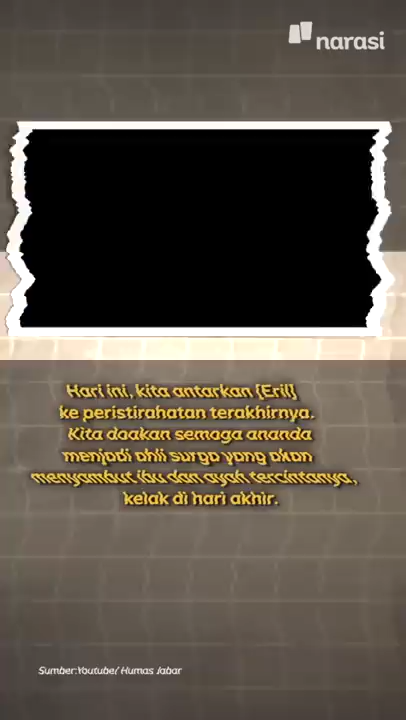 narasi
Hari ini, kita antarkan {Eril}
ke peristirahatan terakhirnya.
Kita doakan semoga ananda
menjadi ahli surga yang akan
menyambut ibu dan ayah tercintanya,
kelak di hari akhir.
Sumber:Youtube/ Humas Jabar